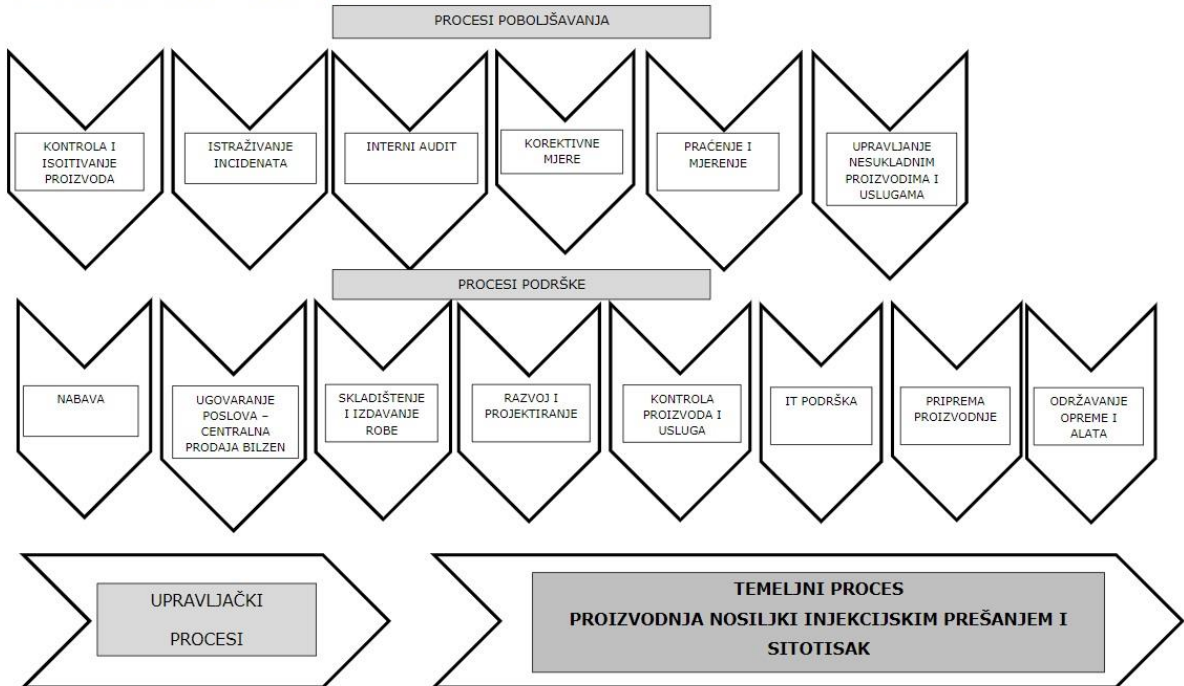 PROCESI POBOLJŠAVANJA
KONTROLA I
ISOITIVANJE
PROIZVODA
ISTRAŽIVANJE
INCIDENATA
INTERNI AUDIT
KOREKTIVNE
MJERE
PRAĆENJE I
MJERENJE
UPRAVLJANJE
NESUKLADNIM
PROIZVODIMA I
USLUGAMA
PROCESI PODRŠKE
NABAVA
UGOVARANJE
POSLOVA –
CENTRALNA
PRODAJA BILZEN
SKLADIŠTENJE
I IZDAVANJE
ROBE
RAZVOJ I
PROJEKTIRANJE
KONTROLA
PROIZVODA I
USLUGA
IT PODRŠKA
PRIPREMA
PROIZVODNJE
ODRŽAVANJE
OPREME I
ALATA
UPRAVLJAČKI
PROCESI
TEMELJNI PROCES
PROIZVODNJA NOSILJKI INJEKCIJSKIM PREŠANJEM I
SITOTISAK